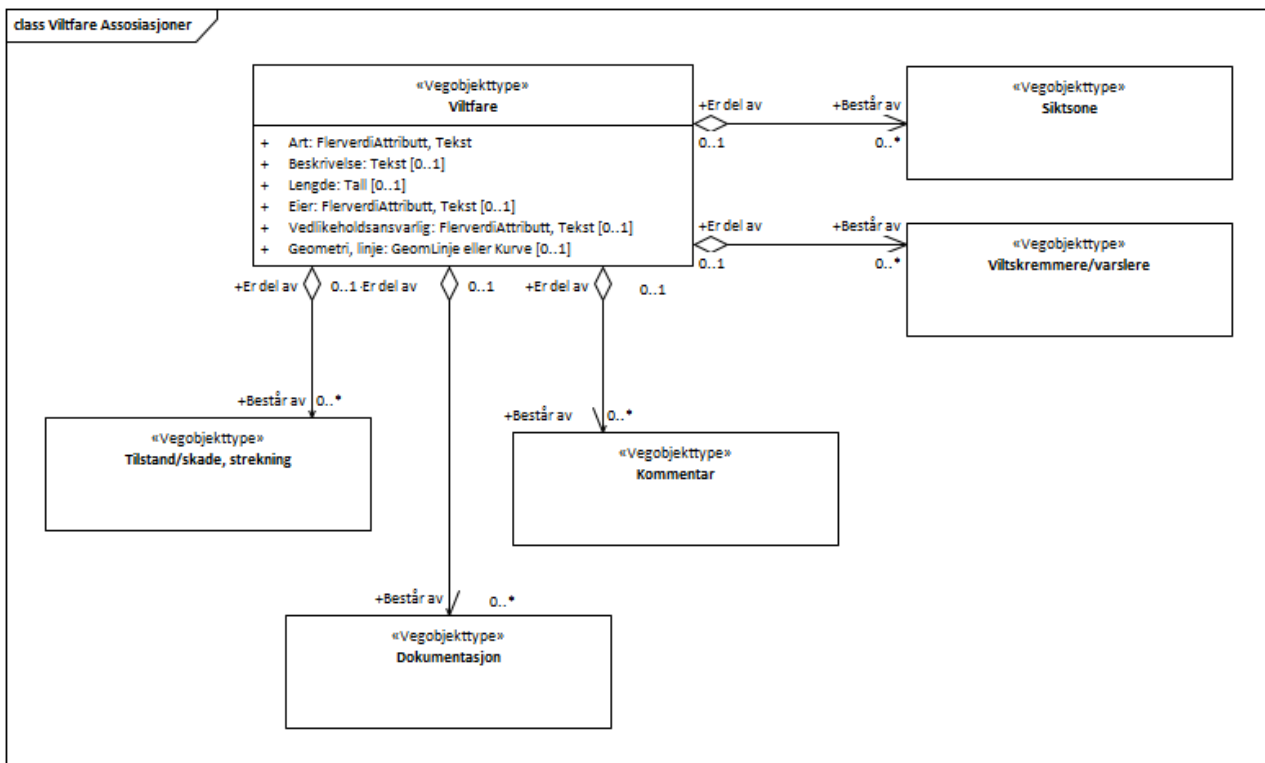 class Viltfare Assosiasjoner
«Vegobjekttype»
Viltfare
+ Art: FlerverdiAttributt, Tekst
+ Beskrivelse: Tekst [0..1]
+ Lengde: Tall [0..1]
+ Eier: FlerverdiAttributt, Tekst [0..1]
+ Vedlikeholdsansvarlig: FlerverdiAttributt, Tekst [0..1]
+ Geometri, linje: GeomLinje eller Kurve [0..1]
+Er del av +Består av
0..1 0..*
«Vegobjekttype»
Siktsone
+Er del av +Består av
0..1 0..*
«Vegobjekttype»
Viltskremmere/varslere
+Er del av 0..1 ·Er del av 0..1 +Er del av 0..1
+Består av 0..*
«Vegobjekttype»
Tilstand/skade, strekning
+Består av 0..*
«Vegobjekttype»
Kommentar
+Består av 0..*
«Vegobjekttype»
Dokumentasjon